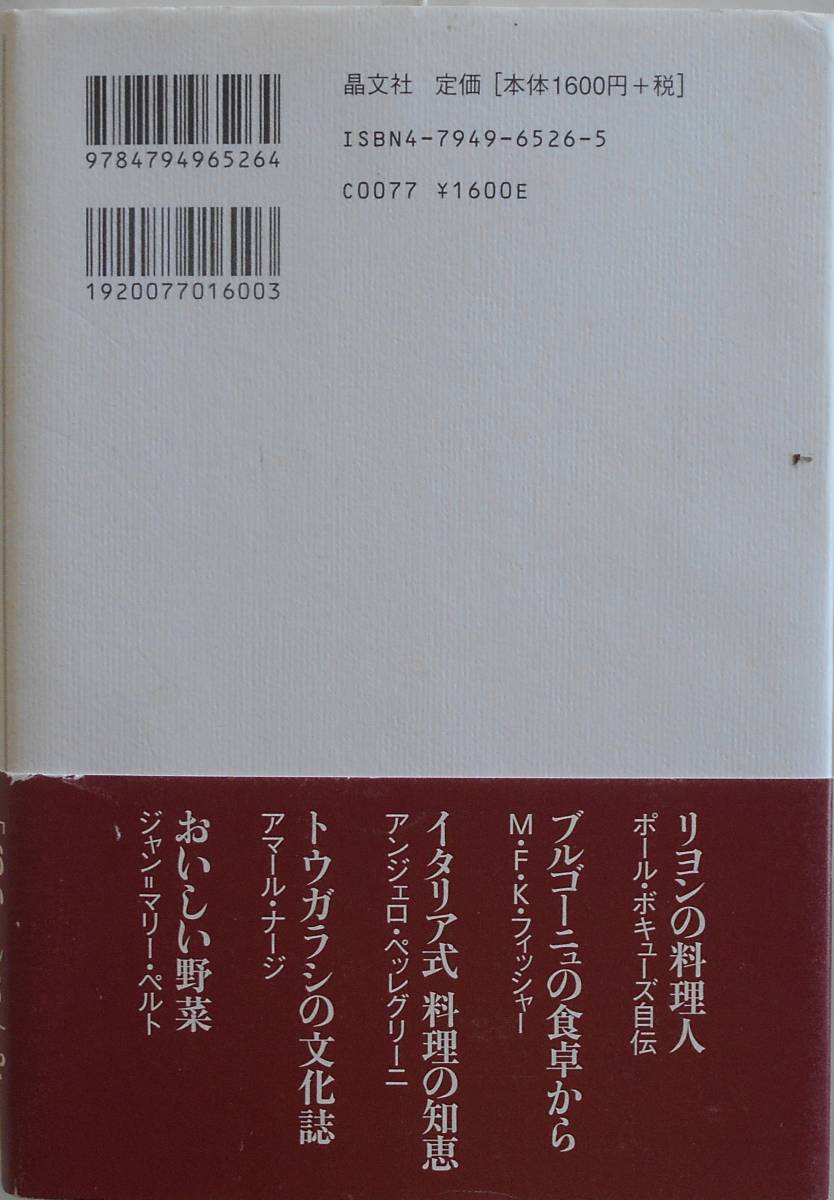 晶文社 定価［本体1600円＋税］
ISBN4-7949-6526-5
C0077 ¥1600E
9784794965264
1920077016003
リヨンの料理人
ポール・ボキューズ自伝
ブルゴーニュの食卓から
M・F・K・フィッシャー
イタリア式 料理の知恵
アンジェロ・ペッレグリーニ
トウガラシの文化誌
アマール・ナージ
おいしい野菜
ジャン＝マリー・ペルト